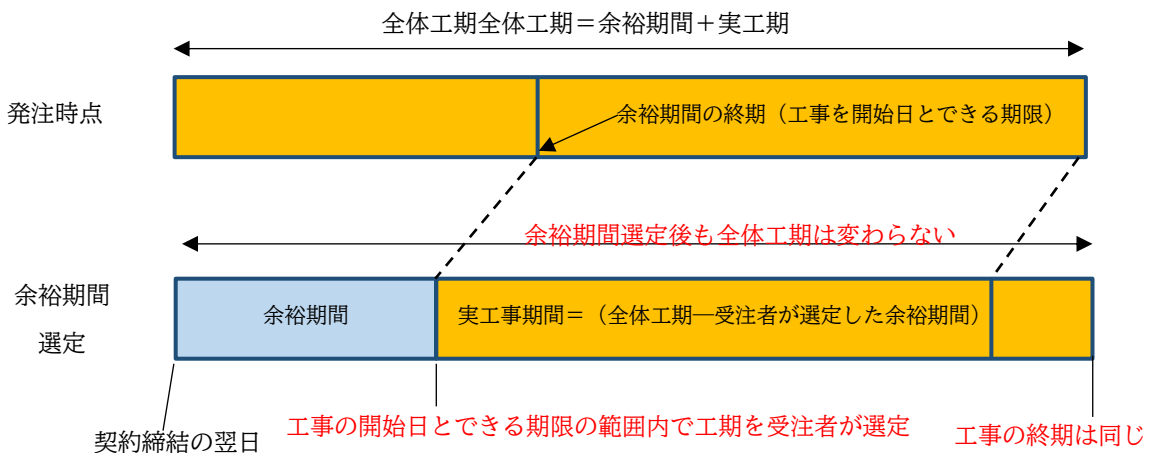 全体工期全体工期＝余裕期間＋実工期
発注時点
余裕期間の終期（工事を開始日とできる期限）
余裕期間選定後も全体工期は変わらない
余裕期間
選定
余裕期間
実工事期間＝（全体工期―受注者が選定した余裕期間）
契約締結の翌日
工事の開始日とできる期限の範囲内で工期を受注者が選定
工事の終期は同じ